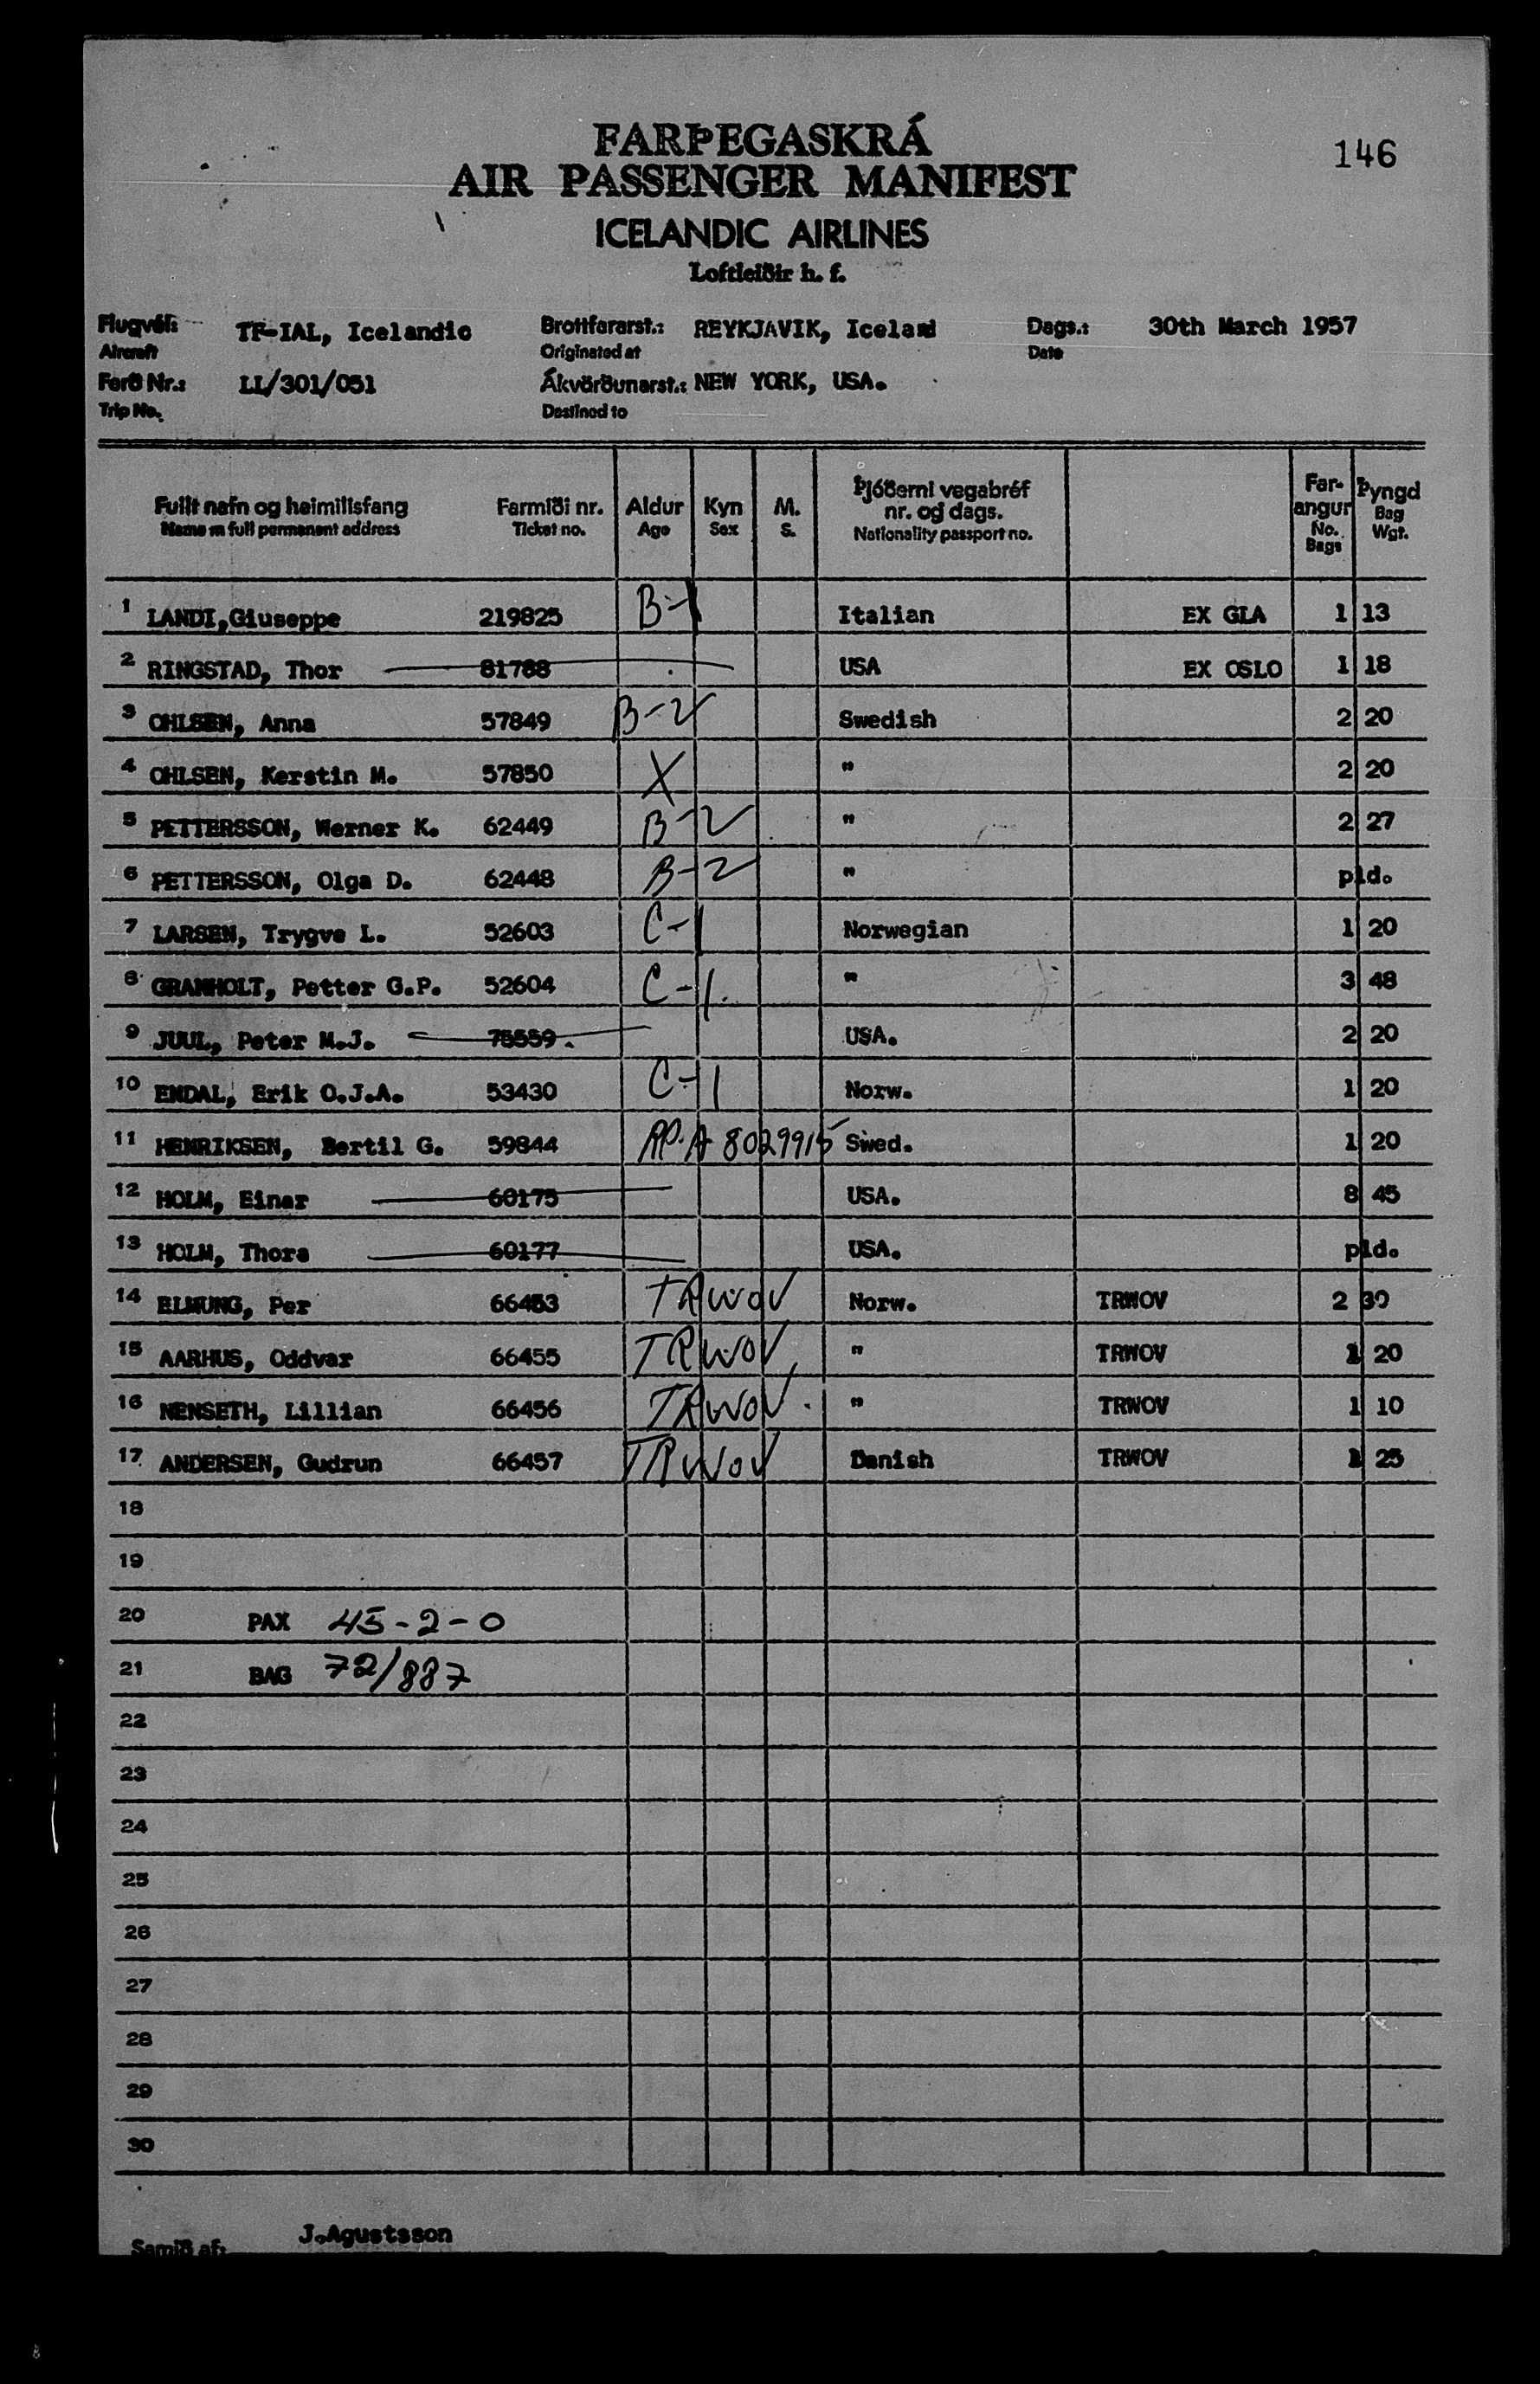 FARÞEGASKRÁ
146
AIR PASSENGER MANIFEST
ICELANDIC AIRLINES
Loftleiðir h. f.
Flugvél: TF-IAL, Icelandic Brottfararst.: REYKJAVIK, Iceland Dags.: 30th March 1957
Aircraft Originated at Date
Ferð Nr.: LL/301/051 Ákvörðunarst.: NEW YORK, USA.
Trip No. Destined to
Fullt nafn og heimilisfang Farmiði nr. Aldur Kyn M. Þjóðerni vegabréf nr. og dags. Far-angur Þyngd
Name in full permanent address Ticket no. Age Sex S. Nationality passport no. No. Bags Bag Wgt.
1 LANDI,Giuseppe 219825 B-1 Italian EX GLA 1 13
2 RINGSTAD, Thor 81788 USA EX OSLO 1 18
3 OHLSEN, Anna 57849 B-2 Swedish 2 20
4 OHLSEN, Kerstin M. 57850 X " 2 20
5 PETTERSSON, Werner K. 62449 B-2 " 2 27
6 PETTERSSON, Olga D. 62448 B-2 " pld.
7 LARSEN, Trygve L. 52603 C-1 Norwegian 1 20
8 GRANHOLT, Petter G.P. 52604 C-1. " 3 48
9 JUUL, Peter M.J. 75559. USA. 2 20
10 ENDAL, Erik O.J.A. 53430 C-1 Norw. 1 20
11 HENRIKSEN, Bertil G. 59844 A 8029915 Swed. 1 20
12 HOLM, Einar 60175 USA. 8 45
13 HOLM, Thora 60177 USA. pld.
14 ELMUNG, Per 66453 TRWOV Norw. TRWOV 2 30
15 AARHUS, Oddvar 66455 TRWOV " TRWOV 1 20
16 NENSETH, Lillian 66456 TRWOV. " TRWOV 1 10
17 ANDERSEN, Gudrun 66457 TRWOV Danish TRWOV 1 25
18
19
20 PAX 45-2-0
21 BAG 72/887
22
23
24
25
26
27
28
29
30
Samið af: J.Agustsson